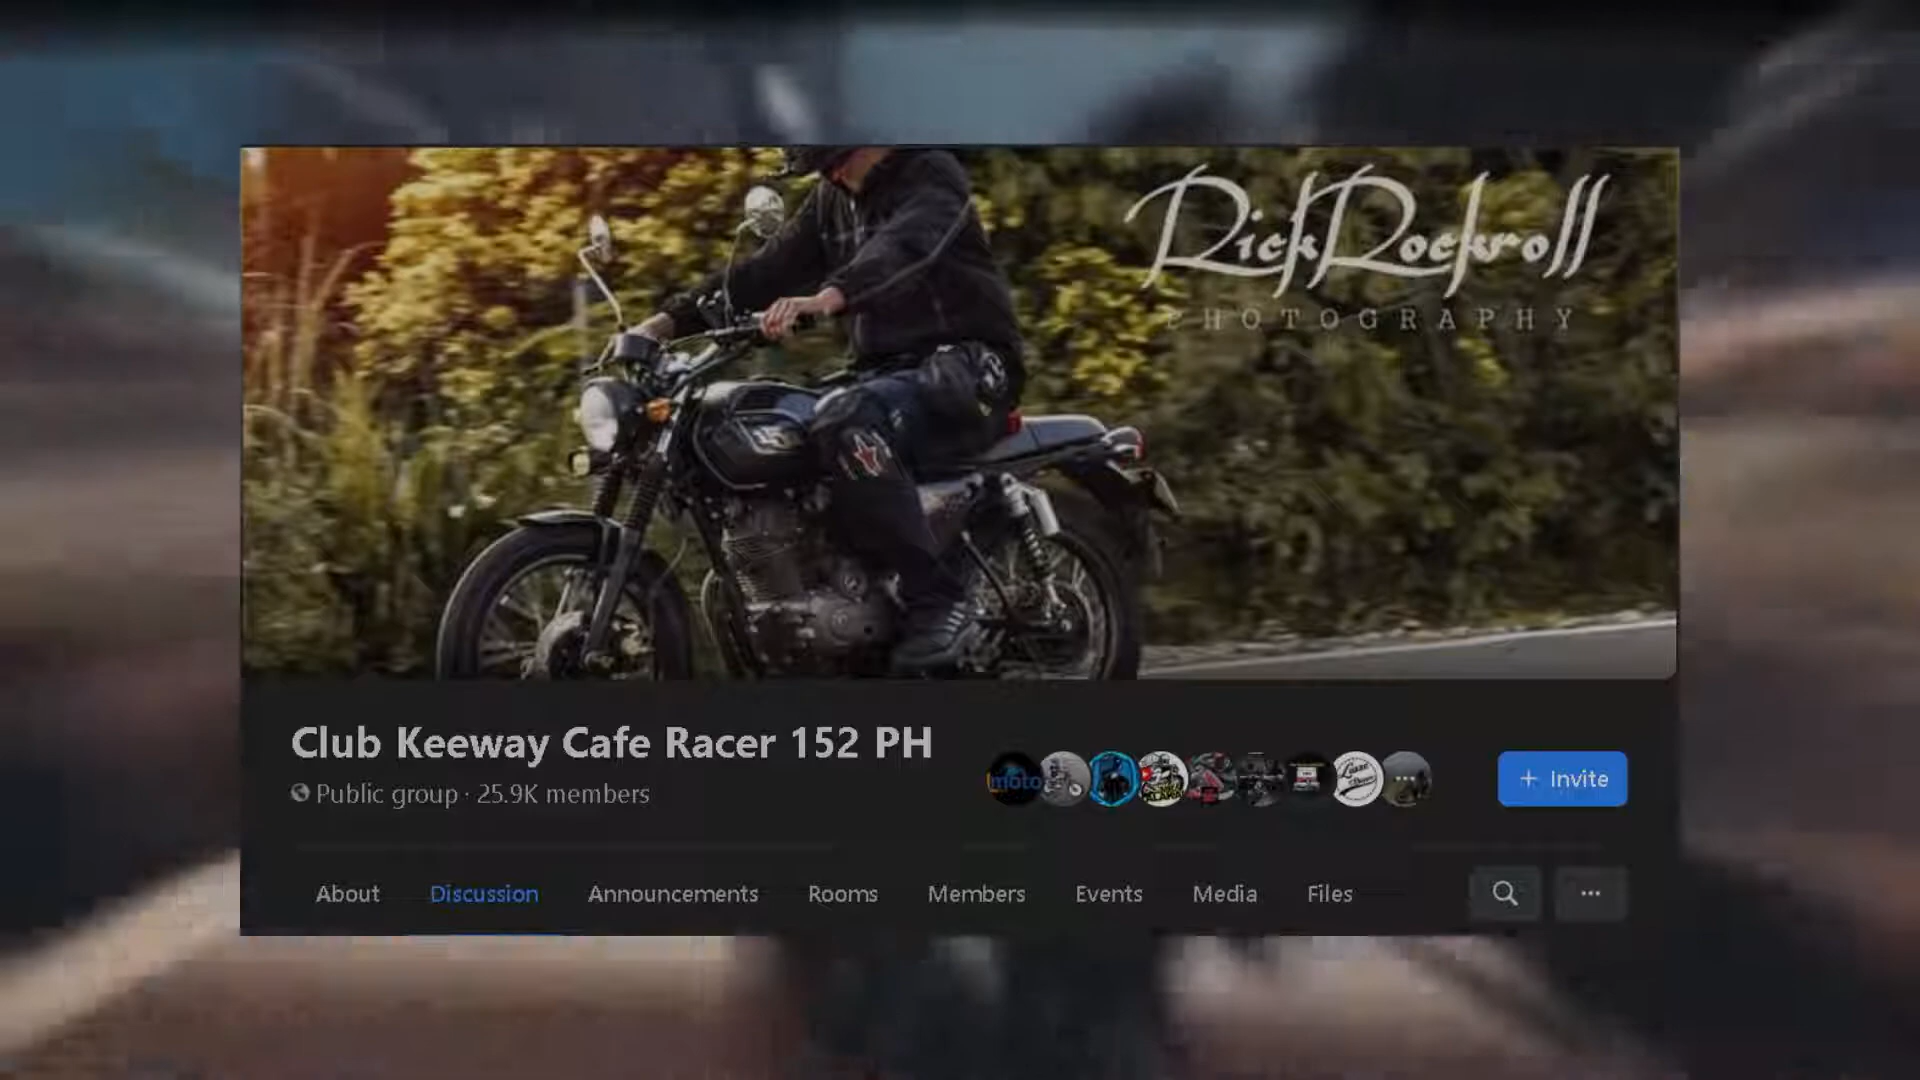 RickRockroll
PHOTOGRAPHY
Club Keeway Cafe Racer 152 PH
Public group · 25.9K members
moto
+ Invite
About
Discussion
Announcements
Rooms
Members
Events
Media
Files